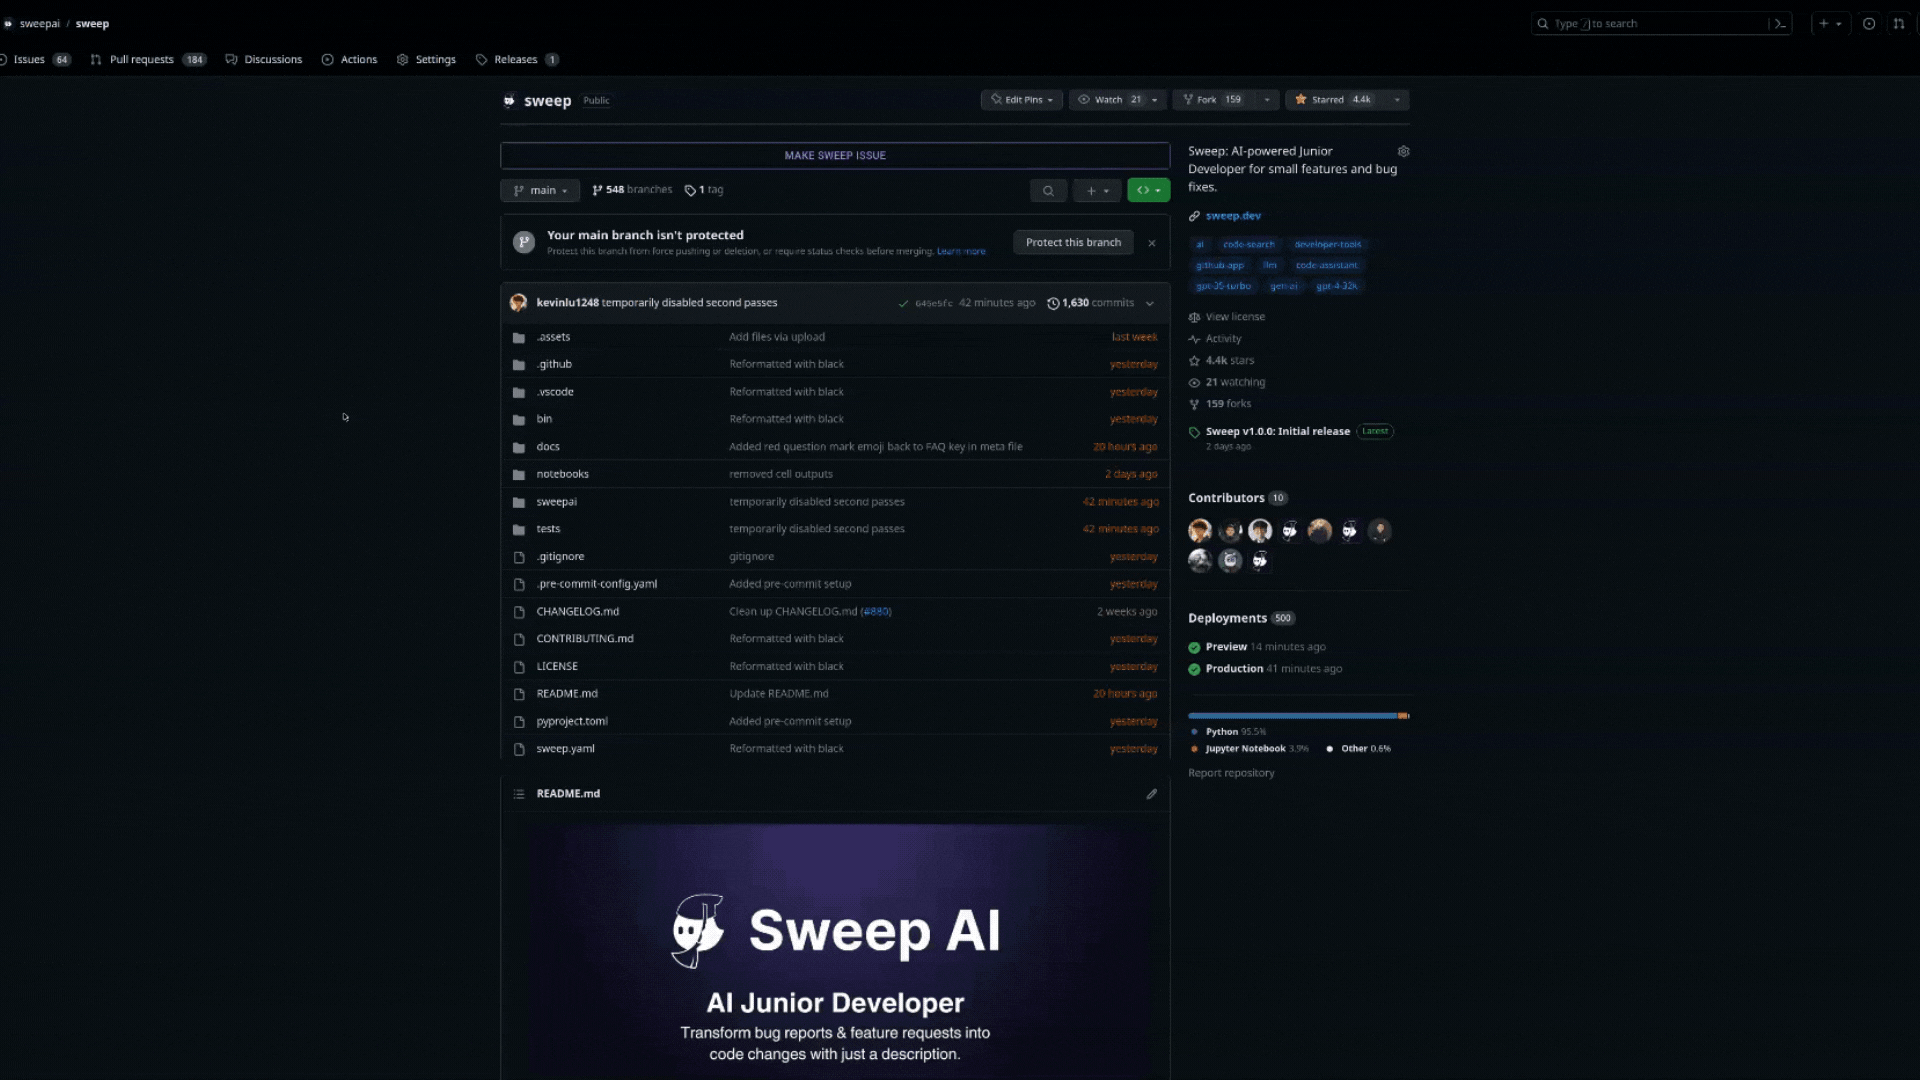 sweepai / sweep
Type / to search
Issues 64
Pull requests 184
Discussions
Actions
Settings
Releases 1
sweep Public
Edit Pins
Watch 21
Fork 159
Starred 4.4k
MAKE SWEEP ISSUE
main
548 branches
1 tag
Your main branch isn't protected
Protect this branch from force pushing or deletion, or require status checks before merging. Learn more
Protect this branch
kevinlu1248 temporarily disabled second passes
42 minutes ago
1,630 commits
.assets Add files via upload last week
.github Reformatted with black yesterday
.vscode Reformatted with black yesterday
bin Reformatted with black yesterday
docs Added red question mark emoji back to FAQ key in meta file 20 hours ago
notebooks removed cell outputs 2 days ago
sweepai temporarily disabled second passes 42 minutes ago
tests temporarily disabled second passes 42 minutes ago
.gitignore gitignore yesterday
.pre-commit-config.yaml Added pre-commit setup yesterday
CHANGELOG.md Clean up CHANGELOG.md (#880) 2 weeks ago
CONTRIBUTING.md Reformatted with black yesterday
LICENSE Reformatted with black yesterday
README.md Update README.md 20 hours ago
pyproject.toml Added pre-commit setup yesterday
sweep.yaml Reformatted with black yesterday
README.md
Sweep AI
AI Junior Developer
Transform bug reports & feature requests into
code changes with just a description.
Sweep: AI-powered Junior
Developer for small features and bug
fixes.
sweep.dev
ai code-search developer-tools
github-app llm code-assistant
gpt-35-turbo genai gpt-4-32k
View license
Activity
4.4k stars
21 watching
159 forks
Sweep v1.0.0: Initial release Latest
2 days ago
Contributors 10
Deployments 500
Preview 14 minutes ago
Production 41 minutes ago
Python 95.5%
Jupyter Notebook 3.9% Other 0.6%
Report repository